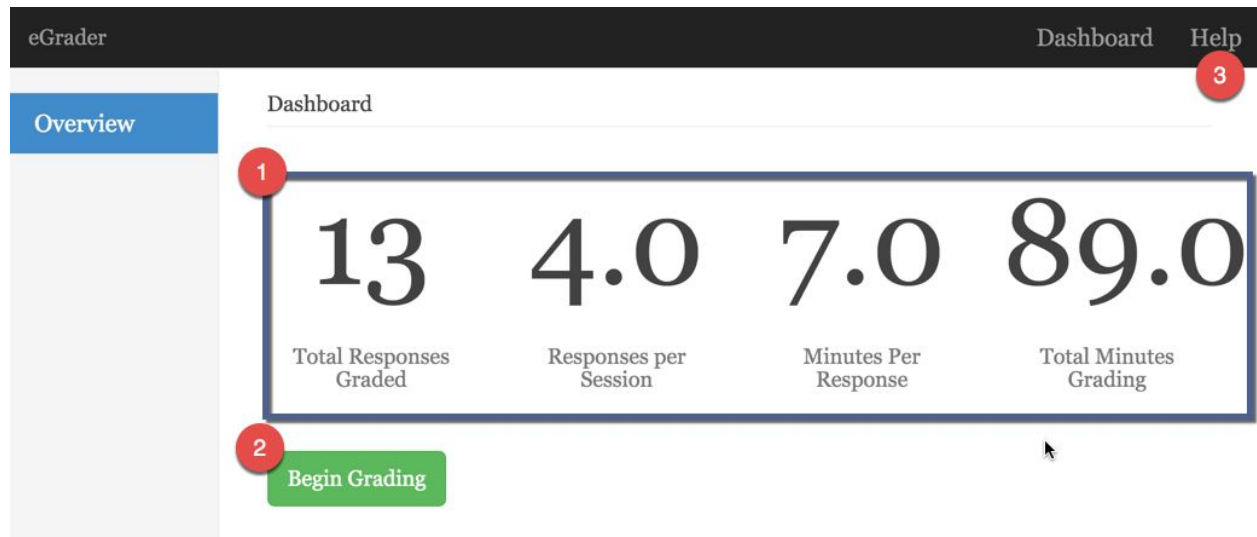 eGrader
Dashboard Help
3
Overview
Dashboard
1
13 4.0 7.0 89.0
Total Responses Responses per Minutes Per Total Minutes
Graded Session Response Grading
2
Begin Grading